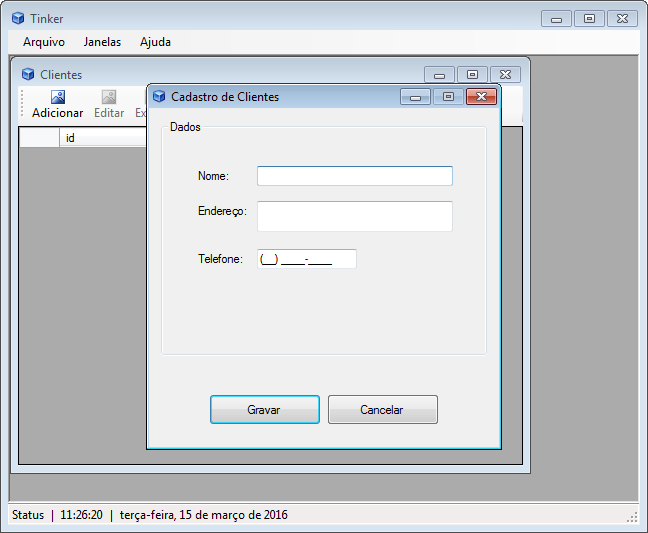 Tinker
Arquivo Janelas Ajuda
Clientes
Adicionar Editar
id
Cadastro de Clientes
Dados
Nome:
Endereço:
Telefone: (__) ____-____
Gravar Cancelar
Status | 11:26:20 | terça-feira, 15 de março de 2016